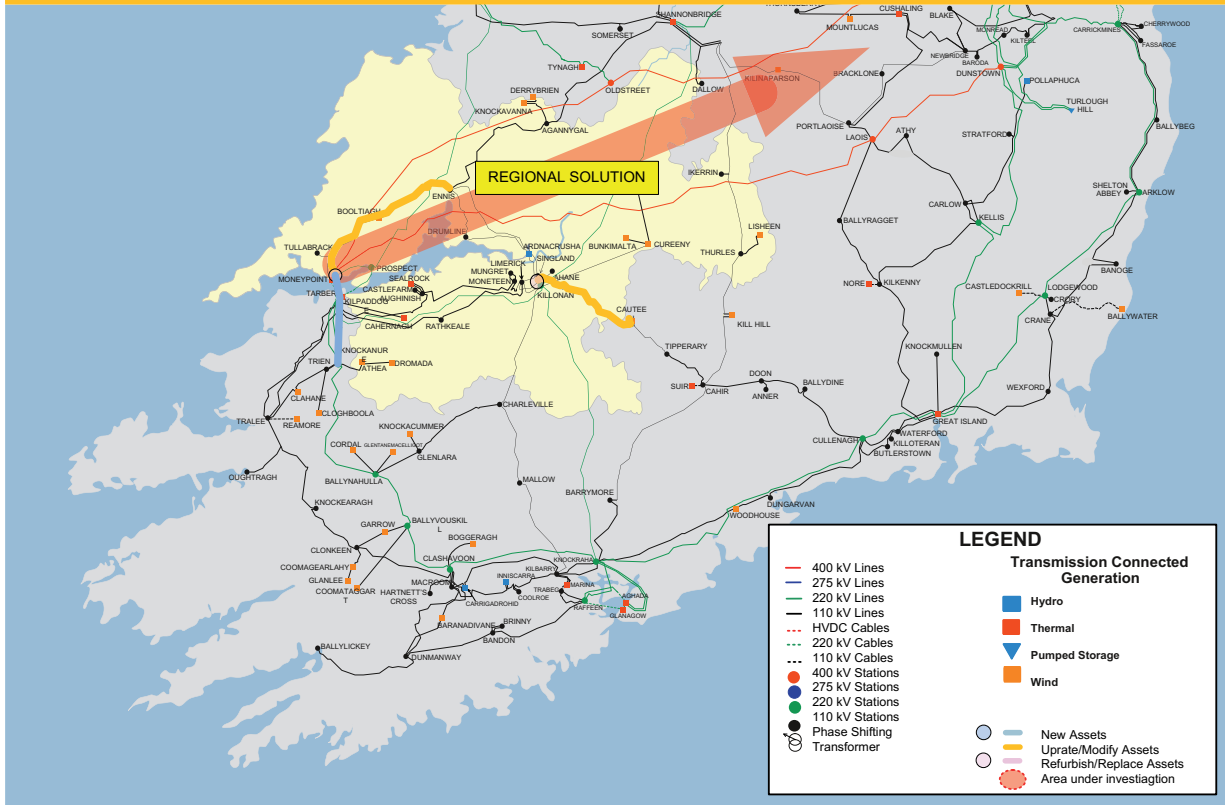 SHANNONBRIDGE
CUSHALING
BLAKE
MOUNTLUCAS
SOMERSET
MONREAD
KILTEEL
CARRICKMINES
CHERRYWOOD
FASSAROE
NEWBRIDGE
BARODA
DUNSTOWN
TYNAGH
OLDSTREET
DALLOW
KILLINAPARSON
BRACKLONE
POLLAPHUCA
TURLOUGH
HILL
DERRYBRIEN
KNOCKAVANNA
AGANNYGAL
PORTLAOISE
LAOIS
ATHY
STRATFORD
BALLYBEG
REGIONAL SOLUTION
IKERRIN
ENNIS
SHELTON
ABBEY
ARKLOW
CARLOW
KELLIS
BOOLTIAGH
DRUMLINE
BALLYRAGGET
LISHEEN
TULLABRACK
ARDNACRUSHA
SINGLAND
BUNKIMALTA
CUREENY
THURLES
BANOGE
MONEYPOINT
PROSPECT
SEALROCK
LIMERICK
MUNGRET
MONETEEN
AHANE
KILLONAN
TARBERT
CASTLEFARM
AUGHINISH
KILPADDOG
E
NORE
KILKENNY
CASTLEDOCKRILL
LODGEWOOD
CRORY
CRANE
BALLYWATER
CAHERNAGH
RATHKEALE
CAUTEE
KILL HILL
TIPPERARY
KNOCKMULLEN
KNOCKANUR
E
ATHEA
DROMADA
TRIEN
SUIR
CAHIR
DOON
ANNER
BALLYDINE
WEXFORD
CLAHANE
CLOGHBOOLA
TRALEE
REAMORE
CHARLEVILLE
KNOCKACUMMER
CORDAL
GLENTANEMACELLIGOT
GLENLARA
GREAT ISLAND
WATERFORD
KILLOTERAN
BUTLERSTOWN
CULLENAGH
OUGHTRAGH
BALLYNAHULLA
MALLOW
BARRYMORE
DUNGARVAN
WOODHOUSE
KNOCKEARAGH
GARROW
BALLYVOUSKIL
L
BOGGERAGH
CLONKEEN
COOMAGEARLAHY
GLANLEE
COOMATAGGAR
T
CLASHAVOON
MACROOM
HARTNETT'S
CROSS
CARRIGADROHID
INNISCARRA
COOLROE
KILBARRY
KNOCKRAHA
MARINA
TRABEG
RAFFEEN
AGHADA
GLANAGOW
BARANADIVANE
BRINNY
BANDON
BALLYLICKEY
DUNMANWAY
LEGEND
400 kV Lines
275 kV Lines
220 kV Lines
110 kV Lines
HVDC Cables
220 kV Cables
110 kV Cables
400 kV Stations
275 kV Stations
220 kV Stations
110 kV Stations
Phase Shifting
Transformer
Transmission Connected
Generation
Hydro
Thermal
Pumped Storage
Wind
New Assets
Uprate/Modify Assets
Refurbish/Replace Assets
Area under investiagtion